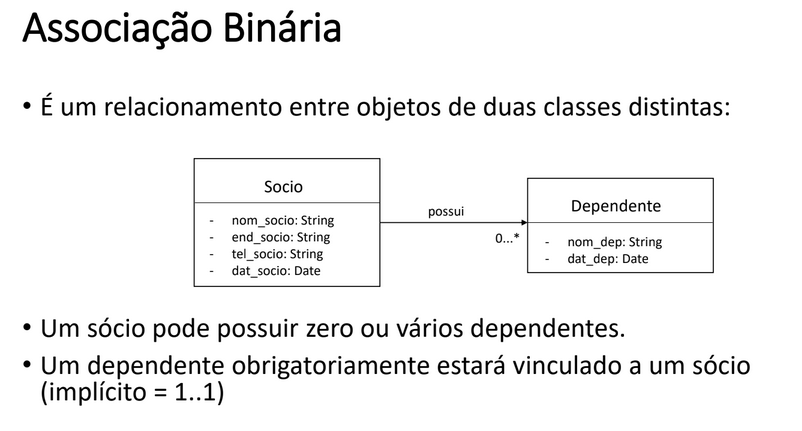 Associação Binária
• É um relacionamento entre objetos de duas classes distintas:
Socio
- nom_socio: String
- end_socio: String
- tel_socio: String
- dat_socio: Date
possui
0...*
Dependente
- nom_dep: String
- dat_dep: Date
• Um sócio pode possuir zero ou vários dependentes.
• Um dependente obrigatoriamente estará vinculado a um sócio
(implícito = 1..1)